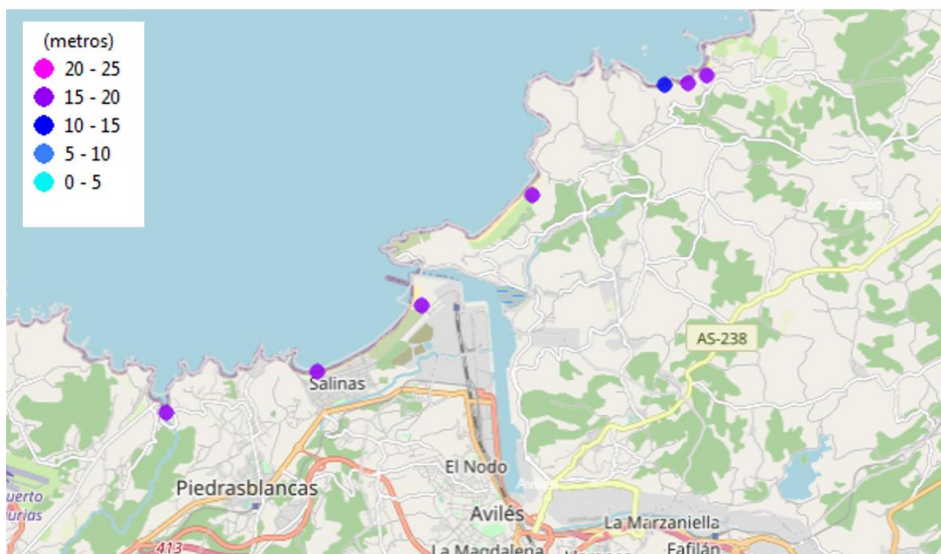 (metros)
20 - 25
15 - 20
10 - 15
5 - 10
0 - 5
AS-238
Salinas
El Nodo
Piedrasblancas
Avilés
La Marzaniella
413
La Magdalena
Fafilán